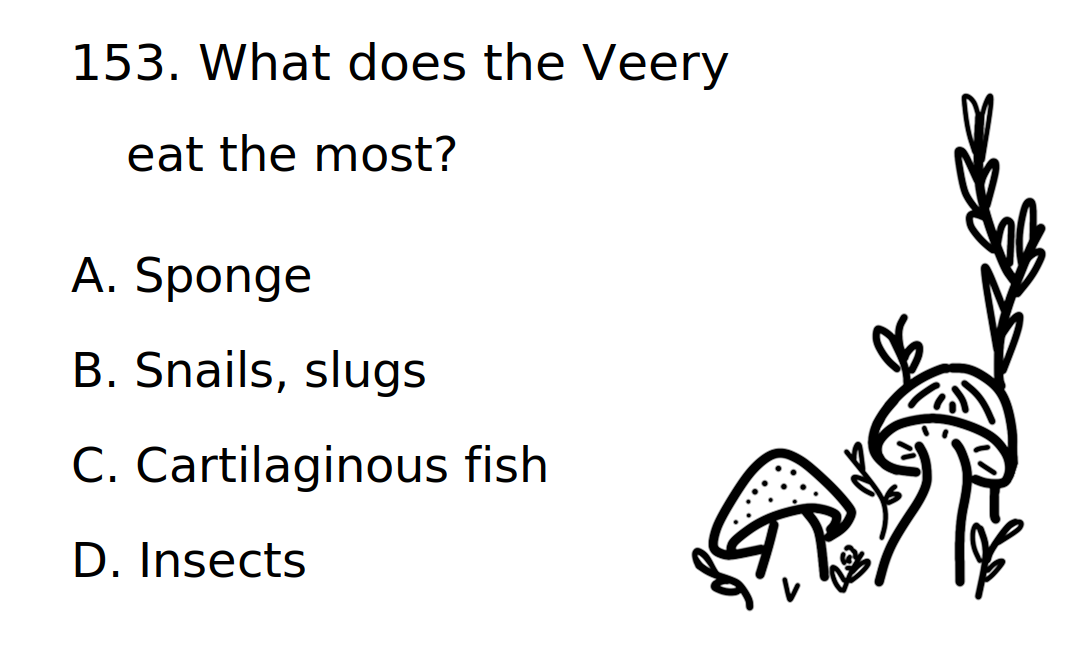 153. What does the Veery
eat the most?
A. Sponge
B. Snails, slugs
C. Cartilaginous fish
D. Insects